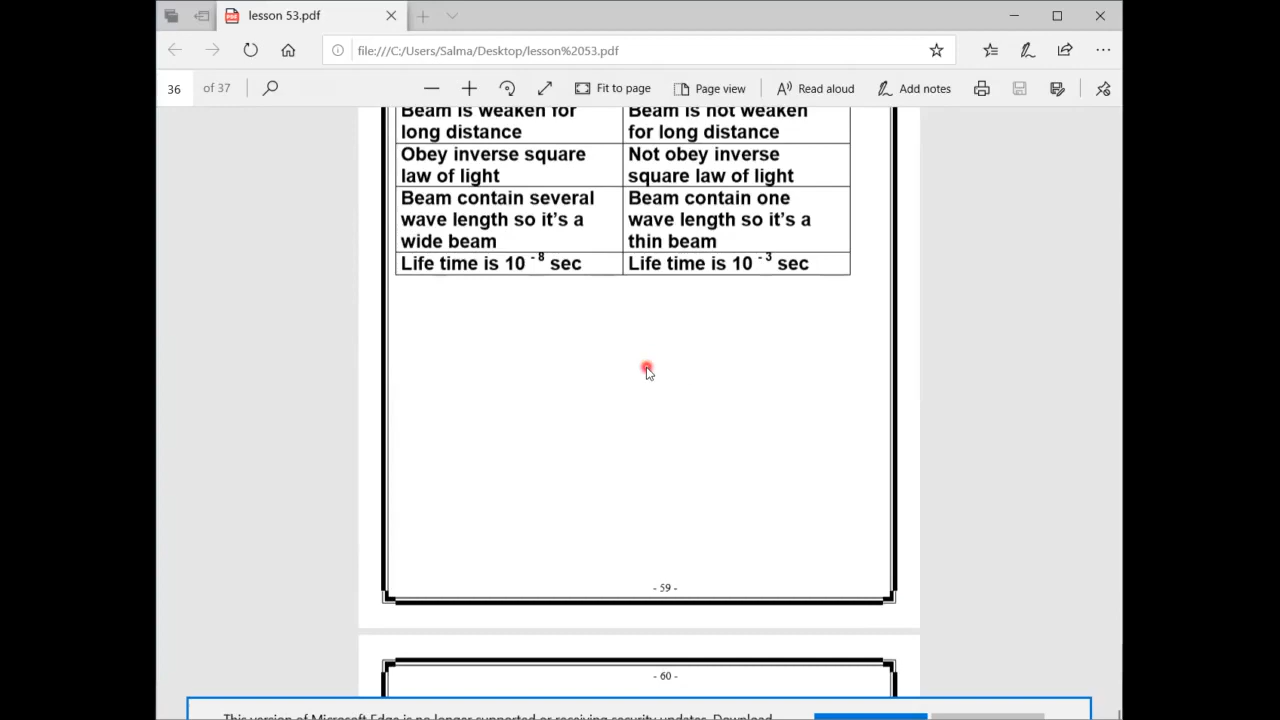 lesson 53.pdf
file:///C:/Users/Salma/Desktop/lesson%2053.pdf
36 of 37
Fit to page
Page view
Read aloud
Add notes
Beam is weaken for
long distance
Beam is not weaken
for long distance
Obey inverse square
law of light
Not obey inverse
square law of light
Beam contain several
wave length so it's a
wide beam
Beam contain one
wave length so it's a
thin beam
Life time is 10 - 8 sec
Life time is 10 - 3 sec
- 59 -
- 60 -
This version of Microsoft Edge is no longer supported or receiving security updates. Download